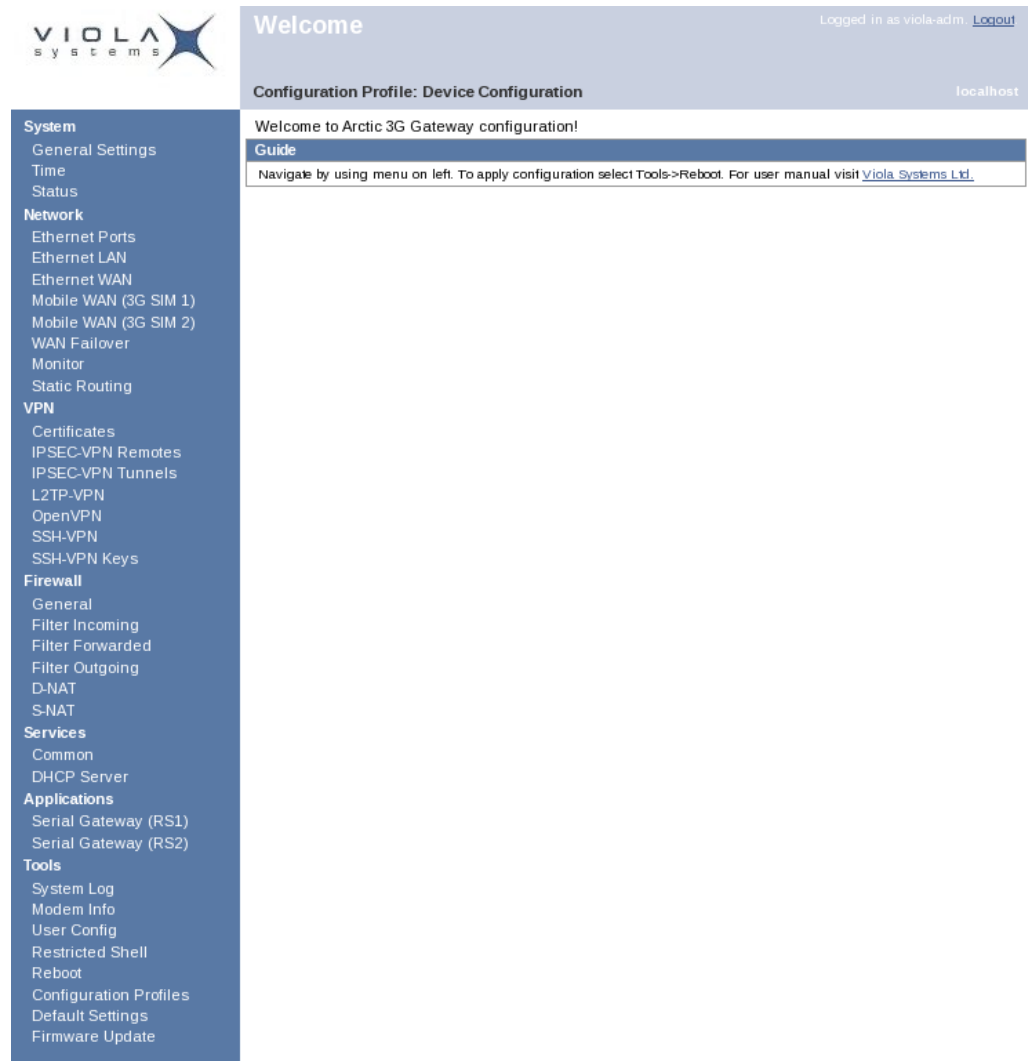 VIOLA
systems
Welcome
Logged in as viola-adm Logout
Configuration Profile: Device Configuration
localhost
System
General Settings
Time
Status
Network
Ethernet Ports
Ethernet LAN
Ethernet WAN
Mobile WAN (3G SIM 1)
Mobile WAN (3G SIM 2)
WAN Failover
Monitor
Static Routing
VPN
Certificates
IPSEC-VPN Remotes
IPSEC-VPN Tunnels
L2TP-VPN
OpenVPN
SSH-VPN
SSH-VPN Keys
Firewall
General
Filter Incoming
Filter Forwarded
Filter Outgoing
D-NAT
S-NAT
Services
Common
DHCP Server
Applications
Serial Gateway (RS1)
Serial Gateway (RS2)
Tools
System Log
Modem Info
User Config
Restricted Shell
Reboot
Configuration Profiles
Default Settings
Firmware Update
Welcome to Arctic 3G Gateway configuration!
Guide
Navigate by using menu on left. To apply configuration select Tools->Reboot. For user manual visit Viola Systems Ltd.